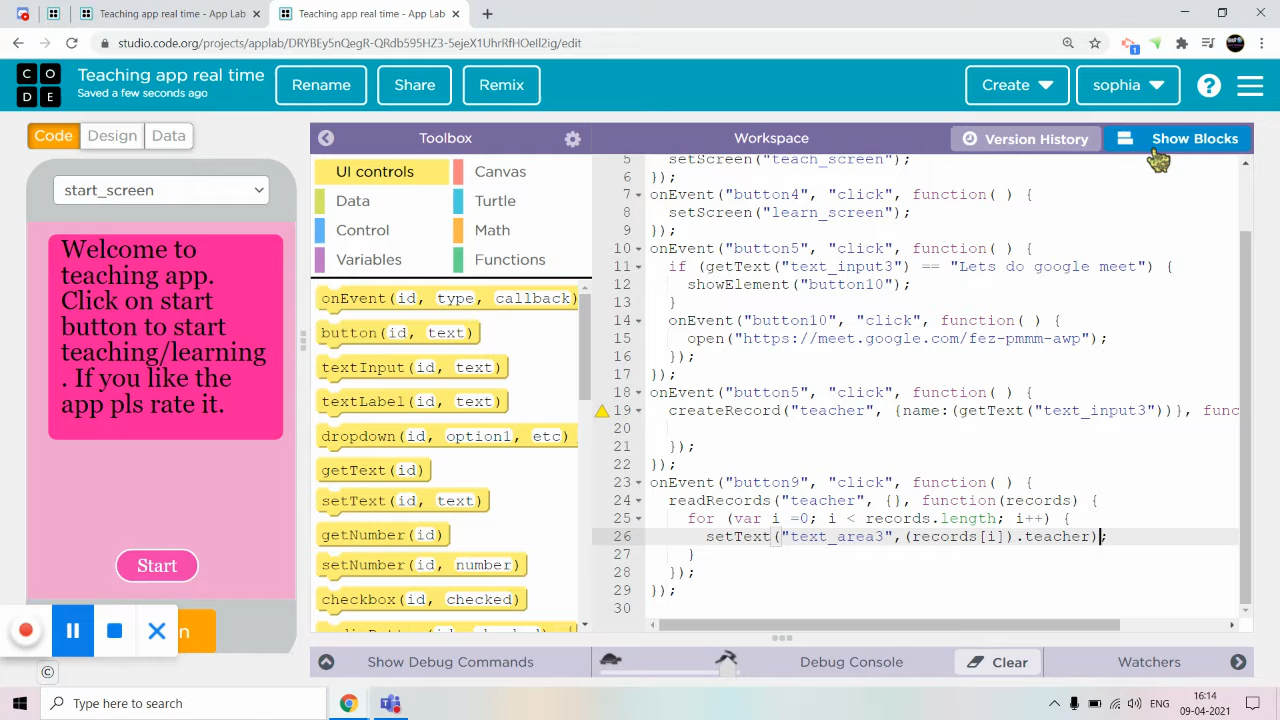 Teaching app real time - App Lab
Teaching app real time - App Lab
studio.code.org/projects/applab/DRYBEy5nQegR-QRdb595HZ3-5ejeX1UhrRfHOelI2ig/edit
1
C O
D E
Teaching app real time
Saved a few seconds ago
Rename
Share
Remix
Create
sophia
?
Code
Design
Data
Toolbox
Workspace
Version History
Show Blocks
start_screen
Welcome to
teaching app.
Click on start
button to start
teaching/learning
. If you like the
app pls rate it.
Start
n
UI controls
Canvas
Data
Turtle
Control
Math
Variables
Functions
onEvent(id, type, callback)
button(id, text)
textInput(id, text)
textLabel(id, text)
dropdown(id, option1, etc)
getText(id)
setText(id, text)
getNumber(id)
setNumber(id, number)
checkbox(id, checked)
5 setScreen("teach_screen");
6 });
7 onEvent("button4", "click", function( ) {
8 setScreen("learn_screen");
9 });
10 onEvent("button5", "click", function( ) {
11 if (getText("text_input3") == "Lets do google meet") {
12 showElement("button10");
13 }
14 onEvent("button10", "click", function( ) {
15 open("https://meet.google.com/fez-pmmm-awp");
16 });
17 });
18 onEvent("button5", "click", function( ) {
19 createRecord("teacher", {name:(getText("text_input3"))}, func
20
21 });
22 });
23 onEvent("button9", "click", function( ) {
24 readRecords("teacher", {}, function(records) {
25 for (var i =0; i < records.length; i++) {
26 setText("text_area3",(records[i]).teacher);
27 }
28 });
29 });
30
Show Debug Commands
Debug Console
Clear
Watchers
Type here to search
ENG
16:14
09-04-2021